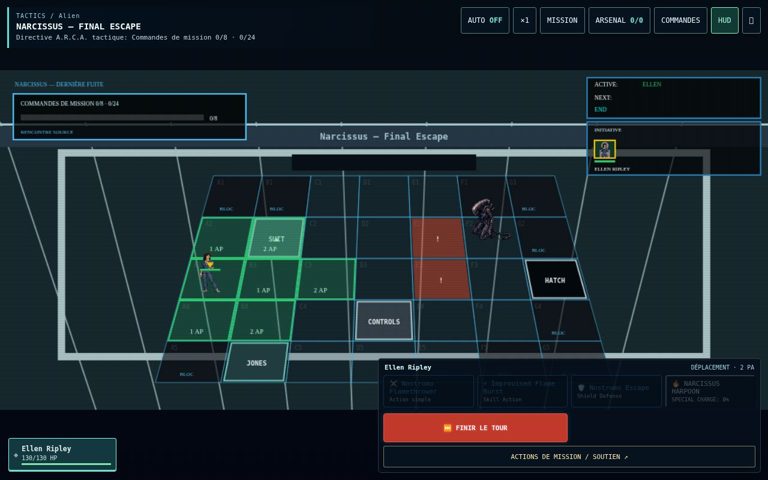 TACTICS / Alien
NARCISSUS — FINAL ESCAPE
Directive A.R.C.A. tactique: Commandes de mission 0/8 · 0/24
AUTO OFF
×1
MISSION
ARSENAL 0/0
COMMANDES
HUD
NARCISSUS — DERNIÈRE FUITE
COMMANDES DE MISSION 0/8 · 0/24
0/8
RENCONTRE SOURCE
ACTIVE: ELLEN
NEXT:
END
INITIATIVE
ELLEN RIPLEY
Narcissus — Final Escape
BLOC
BLOC
BLOC
SUIT
1 AP
2 AP
!
BLOC
1 AP
2 AP
!
HATCH
1 AP
2 AP
CONTROLS
BLOC
BLOC
JONES
Ellen Ripley
DÉPLACEMENT · 2 PA
Nostromo Flamethrower
Action simple
Improvised Flame Burst
Skill Action
Nostromo Escape
Shield Defense
NARCISSUS HARPOON
SPECIAL CHARGE: 0%
FINIR LE TOUR
ACTIONS DE MISSION / SOUTIEN ↗
Ellen Ripley
130/130 HP